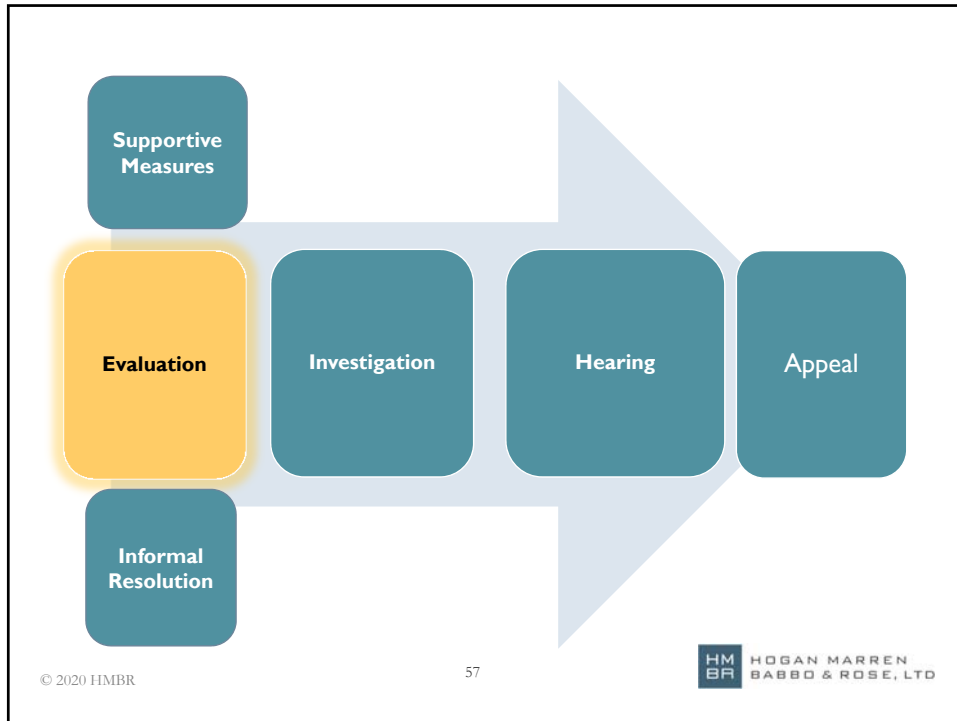 Supportive
Measures
Evaluation
Investigation
Hearing
Appeal
Informal
Resolution
© 2020 HMBR
57
HM
BR
HOGAN MARREN
BABBO & ROSE, LTD